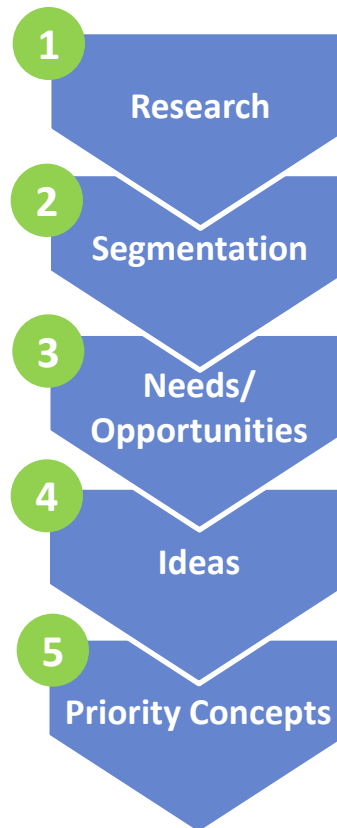 1
Research
2
Segmentation
3
Needs/
Opportunities
4
Ideas
5
Priority Concepts